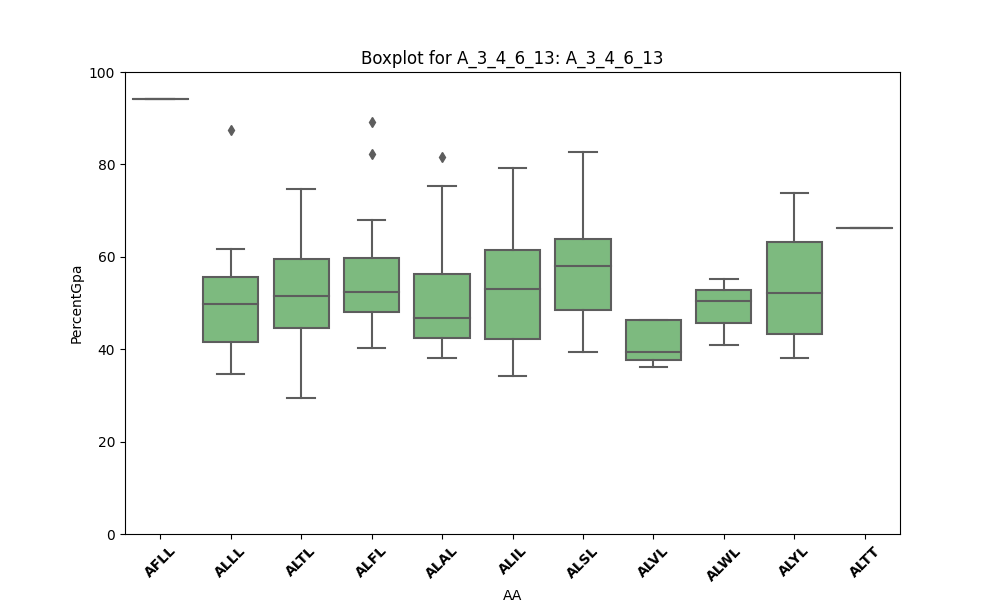 Boxplot for A_3_4_6_13: A_3_4_6_13
100
80
60
40
20
0
PercentGpa
AFLL ALLL ALTL ALFL ALAL ALIL ALSL ALVL ALWL ALYL ALTT
AA